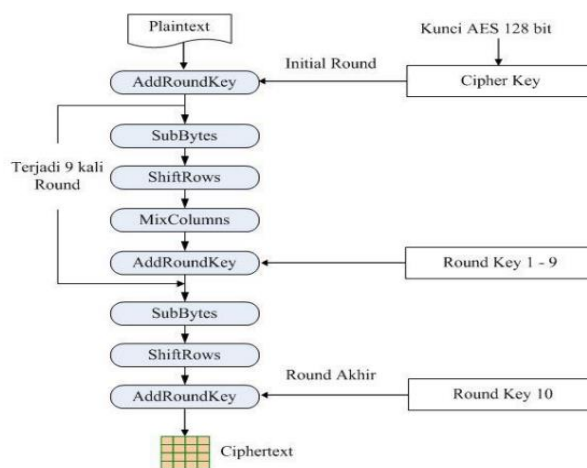 Plaintext
Kunci AES 128 bit
Initial Round
AddRoundKey
Cipher Key
SubBytes
Terjadi 9 kali
Round
ShiftRows
MixColumns
AddRoundKey
Round Key 1 - 9
SubBytes
ShiftRows
Round Akhir
AddRoundKey
Round Key 10
Ciphertext